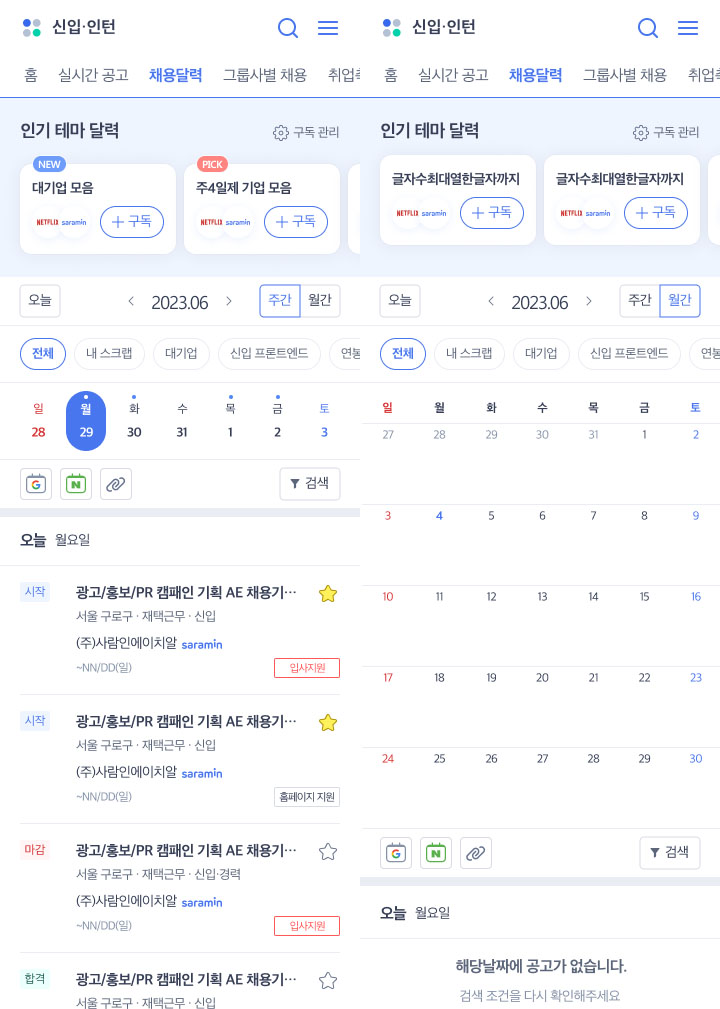 신입·인턴
홈 실시간 공고 채용달력 그룹사별 채용
인기 테마 달력 구독 관리
NEW PICK
대기업 모음 주4일제 기업 모음
NETFLIX saramin 구독 NETFLIX saramin 구독
오늘 < 2023.06 > 주간 월간
전체 내 스크랩 대기업 신입 프론트엔드
일 월 화 수 목 금 토
28 29 30 31 1 2 3
G N 검색
오늘 월요일
시작 광고/홍보/PR 캠페인 기획 AE 채용기···
서울 구로구 · 재택근무 · 신입
(주)사람인에이치알 saramin
~NN/DD(일) 입사지원
시작 광고/홍보/PR 캠페인 기획 AE 채용기···
서울 구로구 · 재택근무 · 신입
(주)사람인에이치알 saramin
~NN/DD(일) 홈페이지 지원
마감 광고/홍보/PR 캠페인 기획 AE 채용기···
서울 구로구 · 재택근무 · 신입·경력
(주)사람인에이치알 saramin
~NN/DD(일) 입사지원
합격 광고/홍보/PR 캠페인 기획 AE 채용기···
서울 구로구 · 재택근무 · 신입
신입·인턴
홈 실시간 공고 채용달력 그룹사별 채용
인기 테마 달력 구독 관리
글자수최대열한글자까지 글자수최대열한글자까지
NETFLIX saramin 구독 NETFLIX saramin 구독
오늘 < 2023.06 > 주간 월간
전체 내 스크랩 대기업 신입 프론트엔드
일 월 화 수 목 금 토
27 28 29 30 31 1 2
3 4 5 6 7 8 9
10 11 12 13 14 15 16
17 18 19 20 21 22 23
24 25 26 27 28 29 30
G N 검색
오늘 월요일
해당날짜에 공고가 없습니다.
검색 조건을 다시 확인해주세요